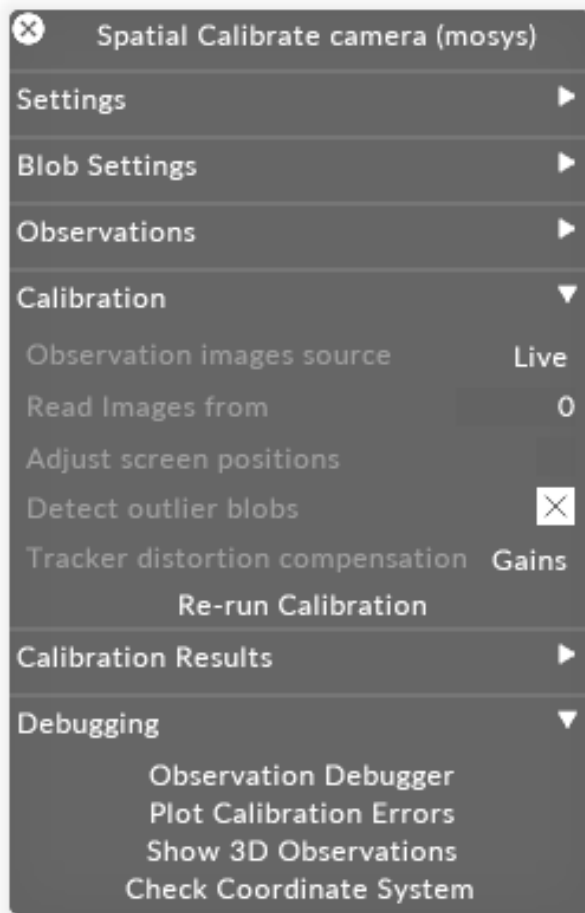 Spatial Calibrate camera (mosys)
Settings
Blob Settings
Observations
Calibration
Observation images source Live
Read Images from 0
Adjust screen positions
Detect outlier blobs
Tracker distortion compensation Gains
Re-run Calibration
Calibration Results
Debugging
Observation Debugger
Plot Calibration Errors
Show 3D Observations
Check Coordinate System